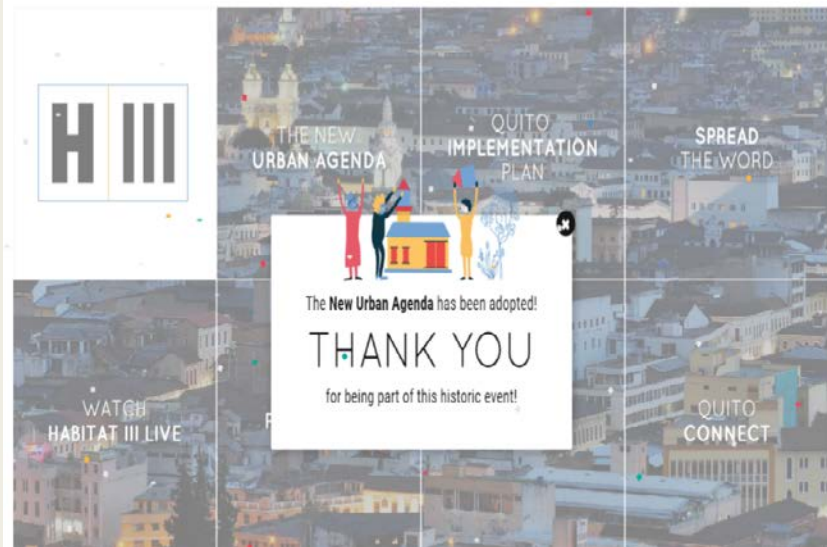 H III
THE NEW
URBAN AGENDA
QUITO
IMPLEMENTATION
PLAN
SPREAD
THE WORD
The New Urban Agenda has been adopted!
THANK YOU
for being part of this historic event!
WATCH
HABITAT III LIVE
QUITO
CONNECT